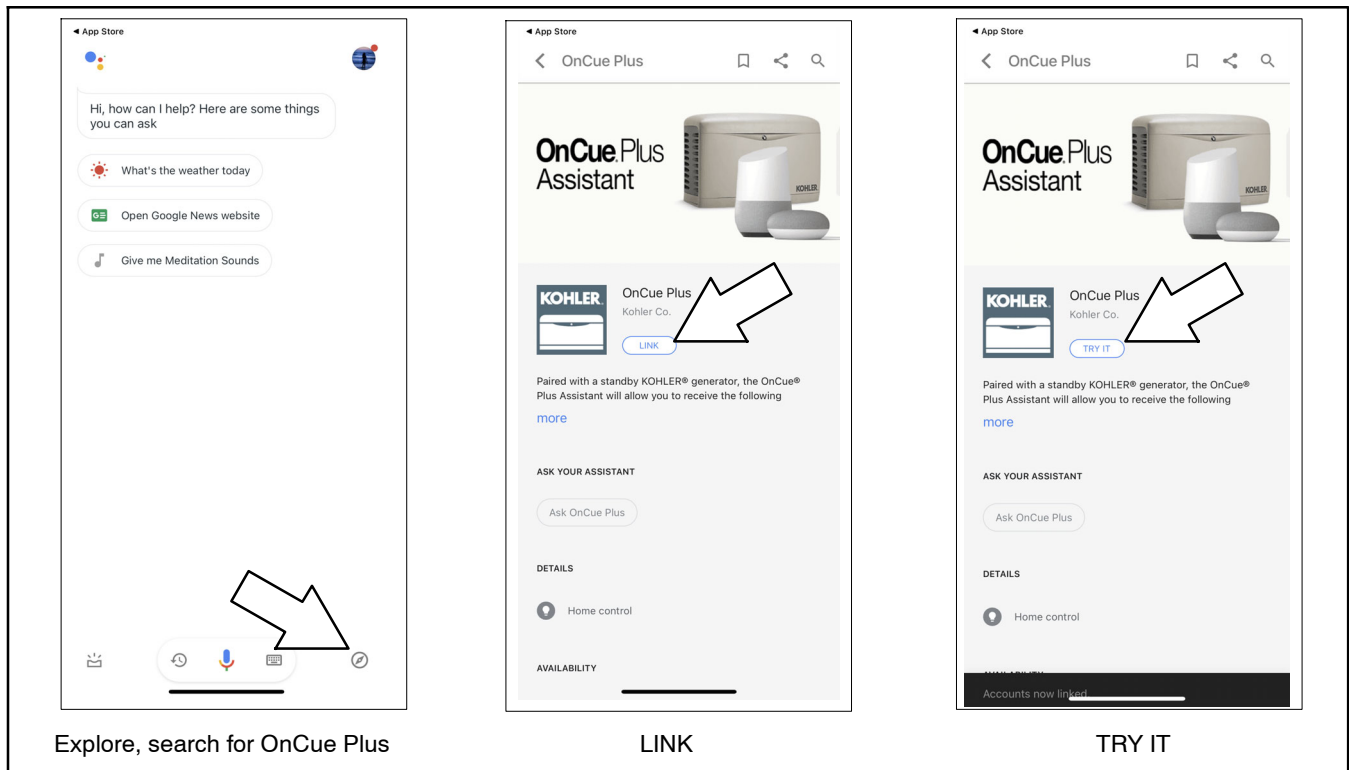 ◄ App Store
Hi, how can I help? Here are some things
you can ask
What's the weather today
GE
Open Google News website
Give me Meditation Sounds
Explore, search for OnCue Plus
◄ App Store
OnCue Plus
OnCue.Plus
Assistant
KOHLER
KOHLER.
OnCue Plus
Kohler Co.
LINK
Paired with a standby KOHLER® generator, the OnCue®
Plus Assistant will allow you to receive the following
more
ASK YOUR ASSISTANT
Ask OnCue Plus
DETAILS
Home control
AVAILABILITY
LINK
◄ App Store
OnCue Plus
OnCue.Plus
Assistant
KOHLER
KOHLER.
OnCue Plus
Kohler Co.
TRY IT
Paired with a standby KOHLER® generator, the OnCue®
Plus Assistant will allow you to receive the following
more
ASK YOUR ASSISTANT
Ask OnCue Plus
DETAILS
Home control
AVAILABILITY
Accounts now linked
TRY IT